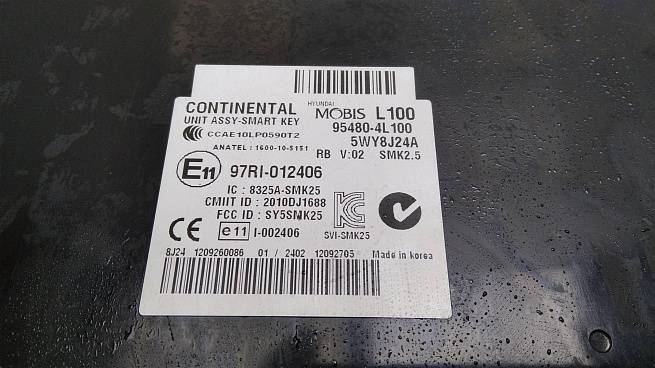 CONTINENTAL HYUNDAI MOBIS L100
UNIT ASSY-SMART KEY 95480-4L100
CCC CCAE10LP0590T2 5WY8J24A
ANATEL : 1600-10-5151 RB V:02 SMK2.5
E11 97RI-012406
IC : 8325A-SMK25
CMIIT ID : 2010DJ1688
FCC ID : SY5SMK25
CE e11 I-002406 SVI-SMK25
8J24 1209260086 01 / 2402 12092705 Made in korea